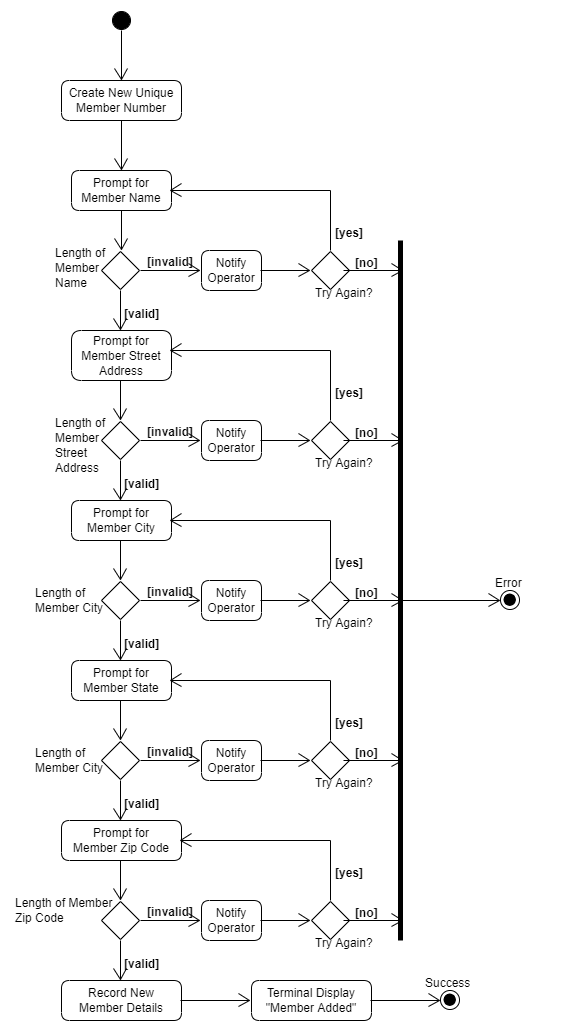 Create New Unique
Member Number
Prompt for
Member Name
[yes]
Length of
Member
Name
[invalid]
Notify
Operator
[no]
Try Again?
[valid]
Prompt for
Member Street
Address
[yes]
Length of
Member
Street
Address
[invalid]
Notify
Operator
[no]
Try Again?
[valid]
Prompt for
Member City
[yes]
Error
Length of
Member City
[invalid]
Notify
Operator
[no]
Try Again?
[valid]
Prompt for
Member State
[yes]
Length of
Member City
[invalid]
Notify
Operator
[no]
Try Again?
[valid]
Prompt for
Member Zip Code
[yes]
Length of Member
Zip Code
[invalid]
Notify
Operator
[no]
Try Again?
[valid]
Record New
Member Details
Terminal Display
"Member Added"
Success